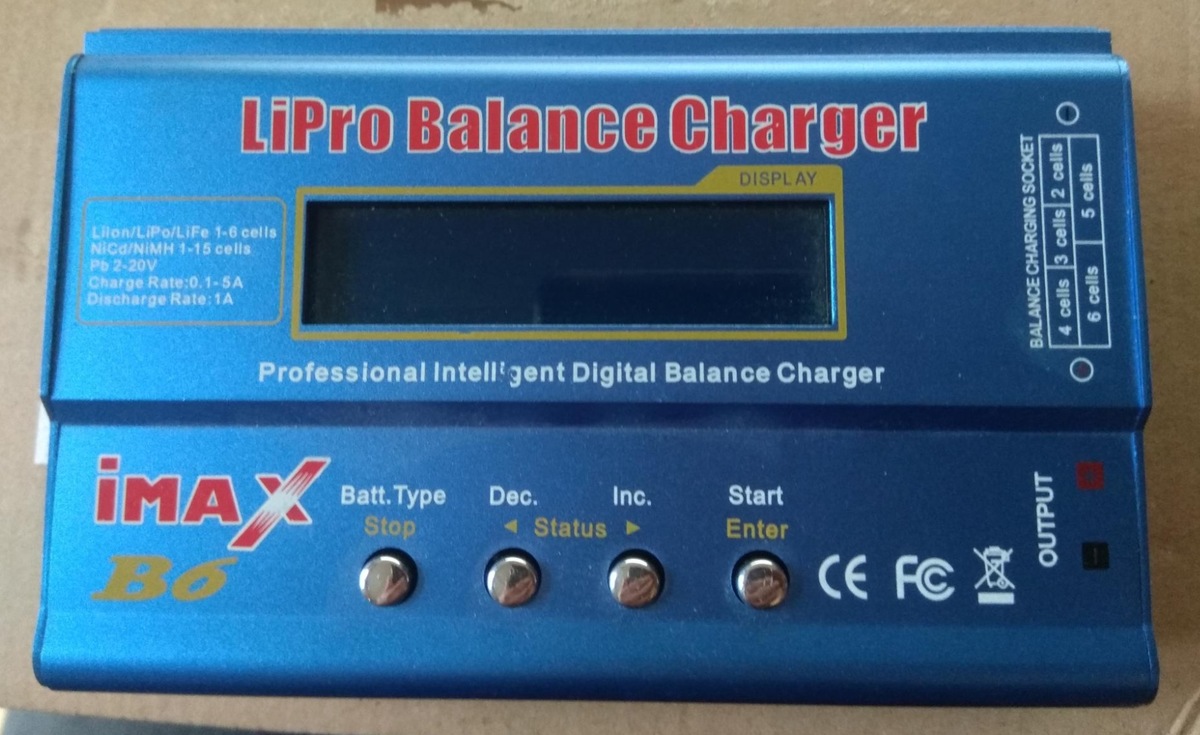 LiPro Balance Charger
DISPLAY
LiIon/LiPo/LiFe 1-6 cells
NiCd/NiMH 1-15 cells
Pb 2-20V
Charge Rate:0.1-5A
Discharge Rate:1A
Professional Intelligent Digital Balance Charger
BALANCE CHARGING SOCKET
4 cells 3 cells 2 cells
6 cells 5 cells
iMAX
B6
Batt.Type Dec. Inc. Start
Stop ◄ Status ► Enter
CE FC
OUTPUT
+
-